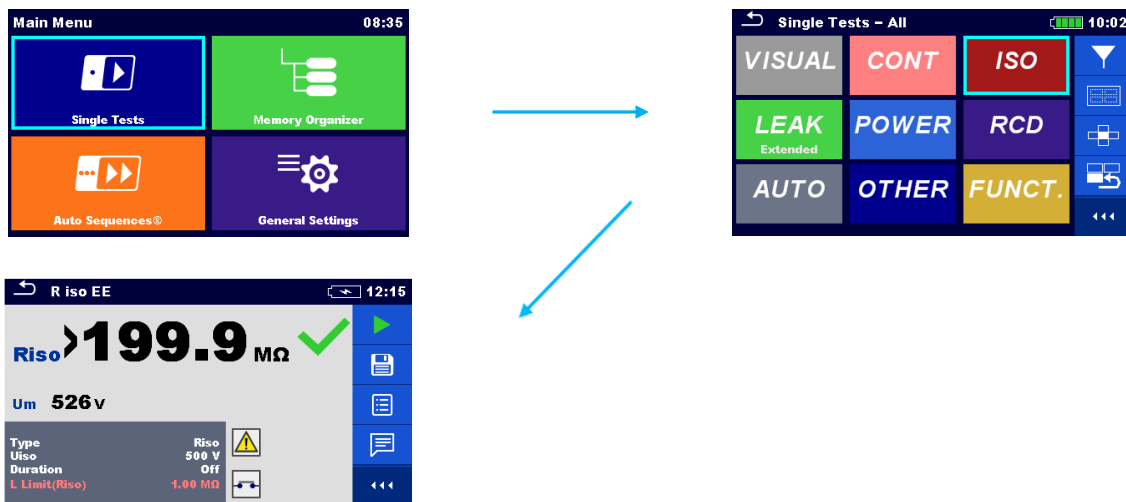 Main Menu 08:35
Single Tests Memory Organizer
Auto Sequences® General Settings
Single Tests – All 10:02
VISUAL CONT ISO
LEAK POWER RCD
Extended
AUTO OTHER FUNCT.
R iso EE 12:15
Riso >199.9 MΩ
Um 526 V
Type Riso
Uiso 500 V
Duration Off
L Limit(Riso) 1.00 MΩ